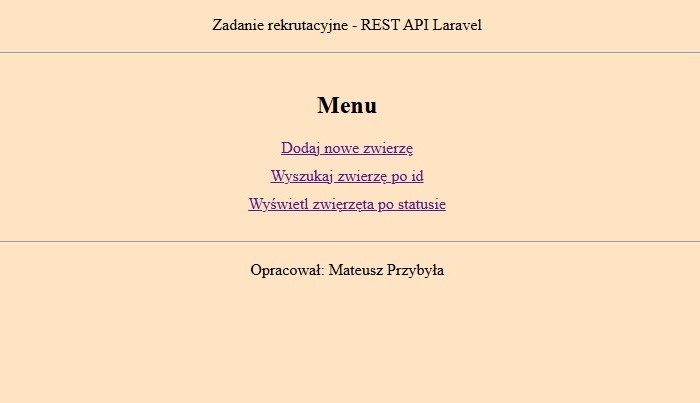 Zadanie rekrutacyjne - REST API Laravel
Menu
Dodaj nowe zwierzę
Wyszukaj zwierzę po id
Wyświetl zwięrzęta po statusie
Opracował: Mateusz Przybyła